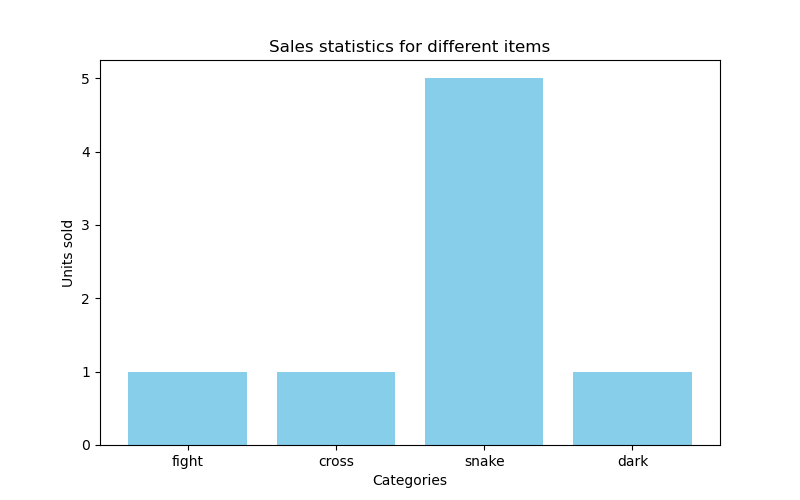 Sales statistics for different items
Units sold
5
4
3
2
1
0
fight cross snake dark
Categories